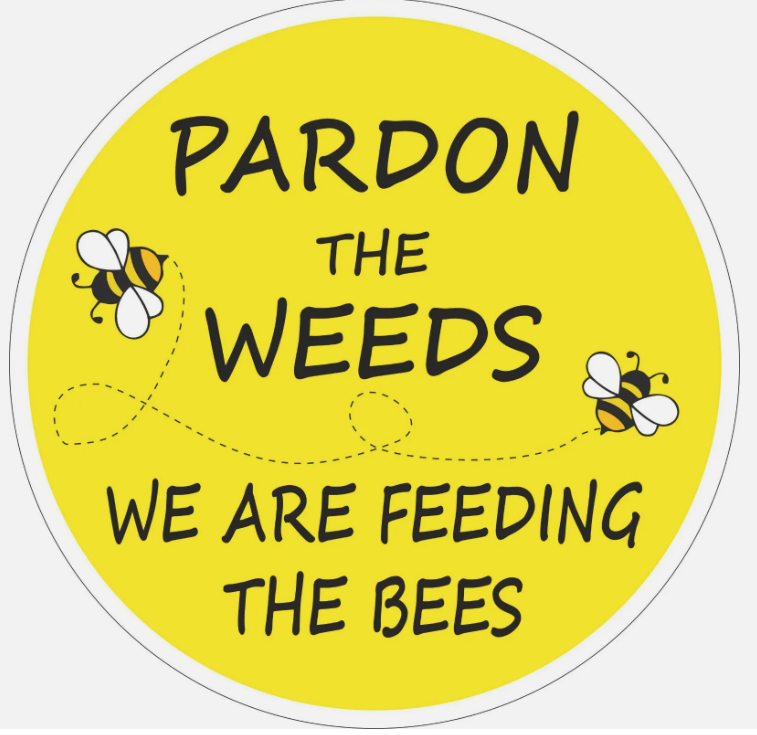 PARDON
THE
WEEDS
WE ARE FEEDING
THE BEES